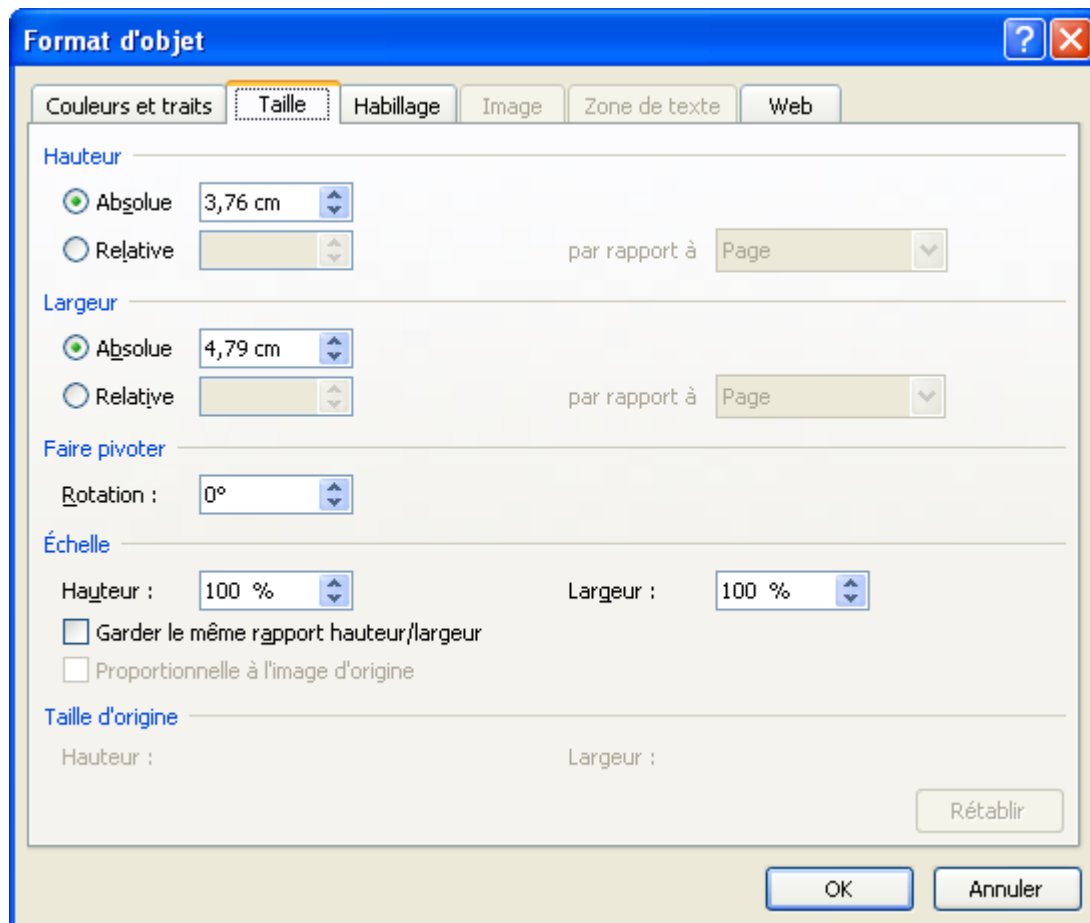 Format d'objet
Couleurs et traits Taille Habillage Image Zone de texte Web
Hauteur
Absolue 3,76 cm
Relative par rapport à Page
Largeur
Absolue 4,79 cm
Relative par rapport à Page
Faire pivoter
Rotation : 0°
Échelle
Hauteur : 100 % Largeur : 100 %
Garder le même rapport hauteur/largeur
Proportionnelle à l'image d'origine
Taille d'origine
Hauteur : Largeur :
Rétablir
OK Annuler